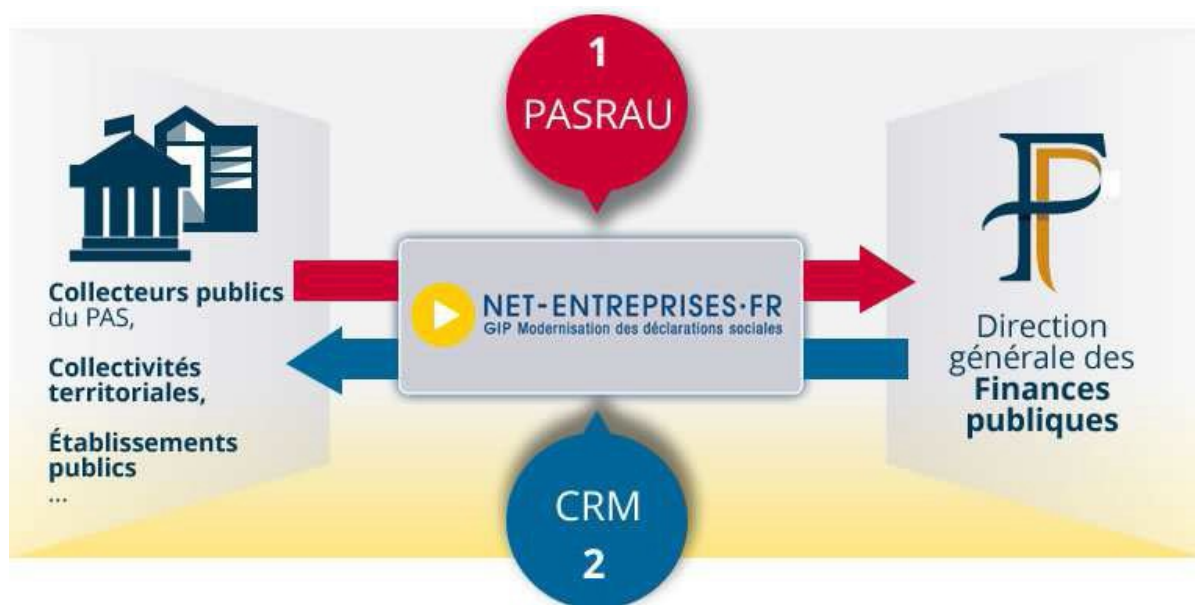 1
PASRAU
Collecteurs publics
du PAS,
Collectivités
territoriales,
Établissements
publics
...
NET-ENTREPRISES·FR
GIP Modernisation des déclarations sociales
Direction
générale des
Finances
publiques
CRM
2